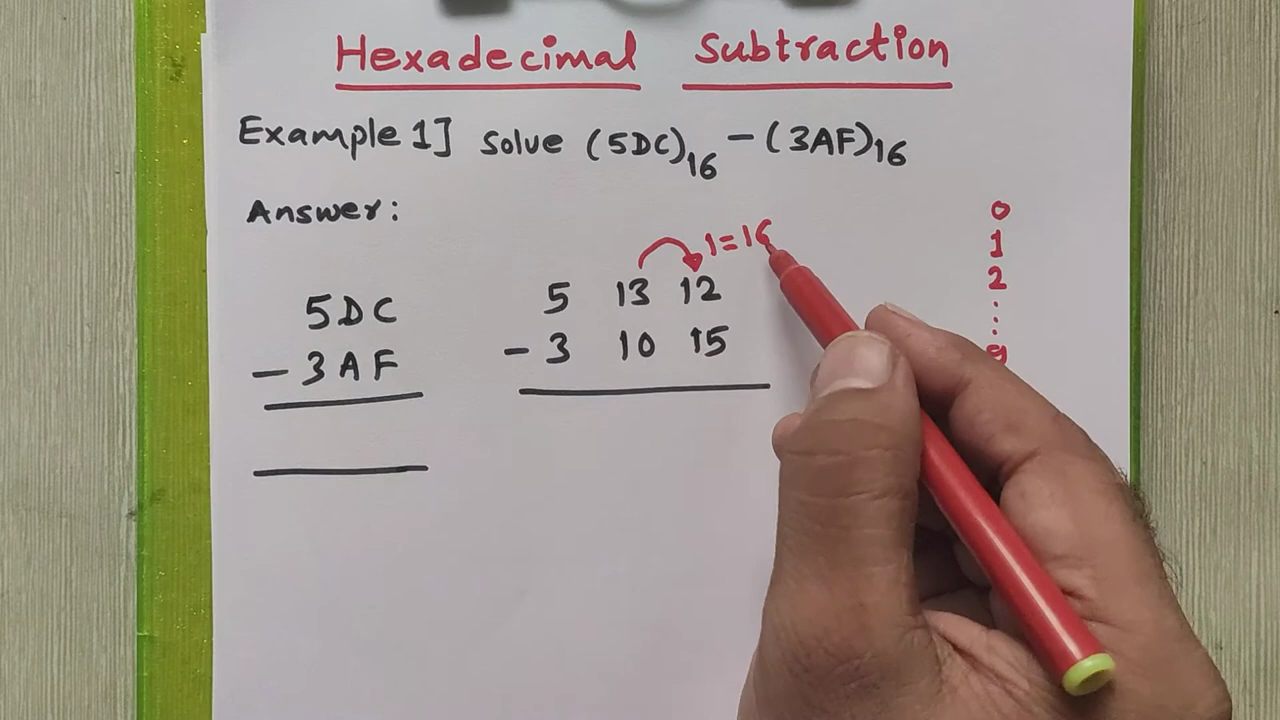 Hexadecimal Subtraction
Example 1] Solve (5DC)16 - (3AF)16
Answer:
5DC
- 3AF
1=16
5 13 12
- 3 10 15
0
1
2
:
9